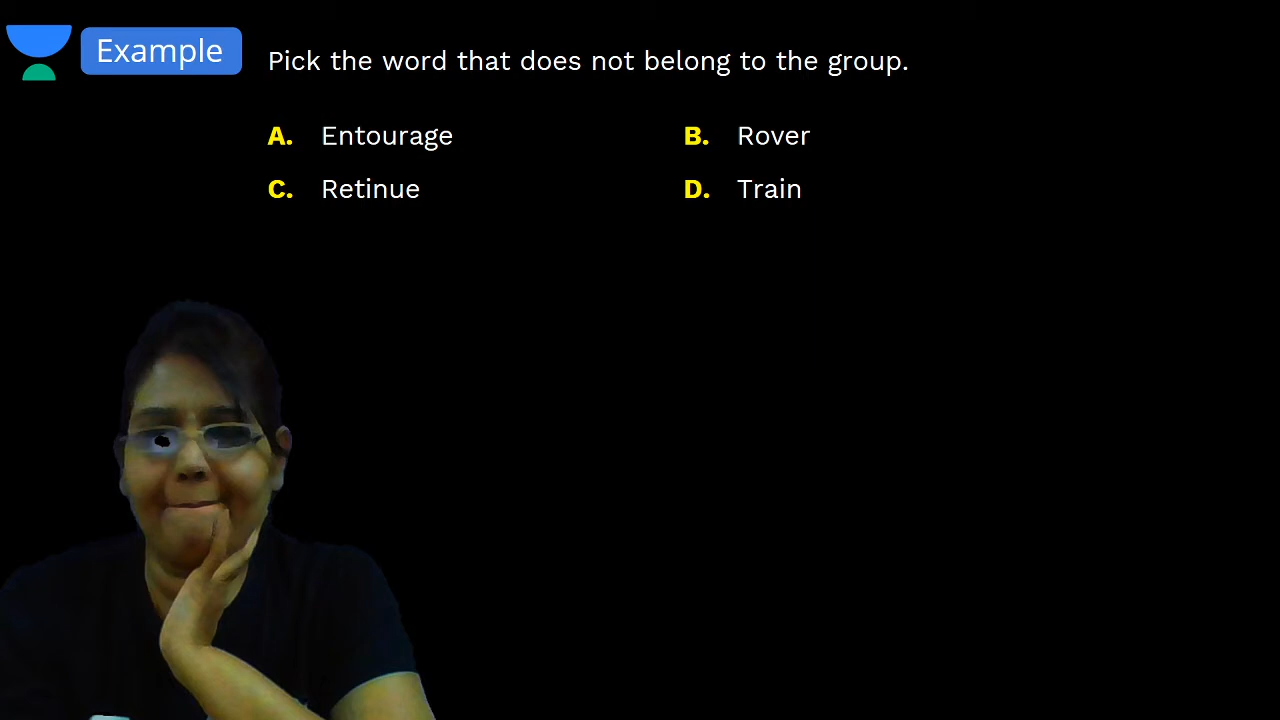 Example
Pick the word that does not belong to the group.
A. Entourage B. Rover
C. Retinue D. Train